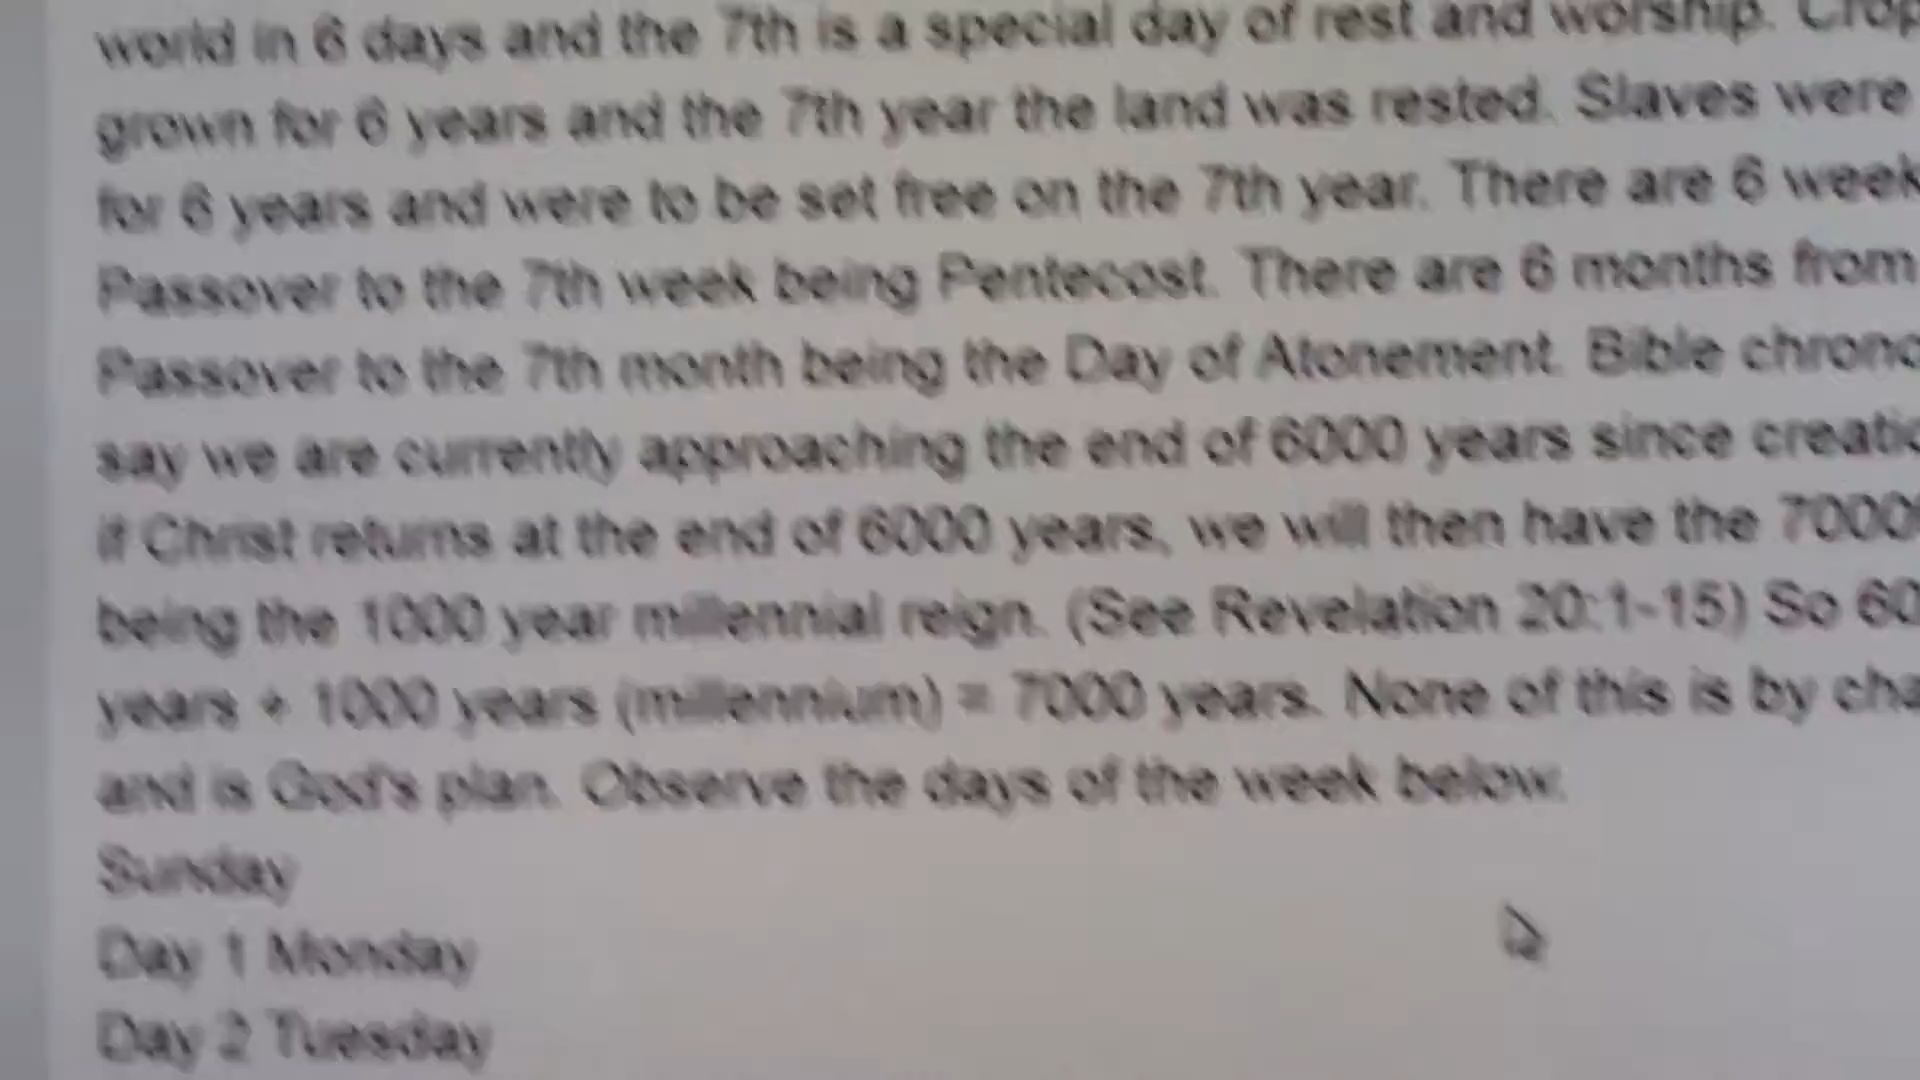 world in 6 days and the 7th is a special day of rest and worship. Crop
grown for 6 years and the 7th year the land was rested. Slaves were
for 6 years and were to be set free on the 7th year. There are 6 week
Passover to the 7th week being Pentecost. There are 6 months from
Passover to the 7th month being the Day of Atonement. Bible chrono
say we are currently approaching the end of 6000 years since creatio
if Christ returns at the end of 6000 years, we will then have the 7000
being the 1000 year millennial reign. (See Revelation 20:1-15) So 60
years + 1000 years (millennium) = 7000 years. None of this is by cha
and is God's plan. Observe the days of the week below.
Sunday
Day 1 Monday
Day 2 Tuesday